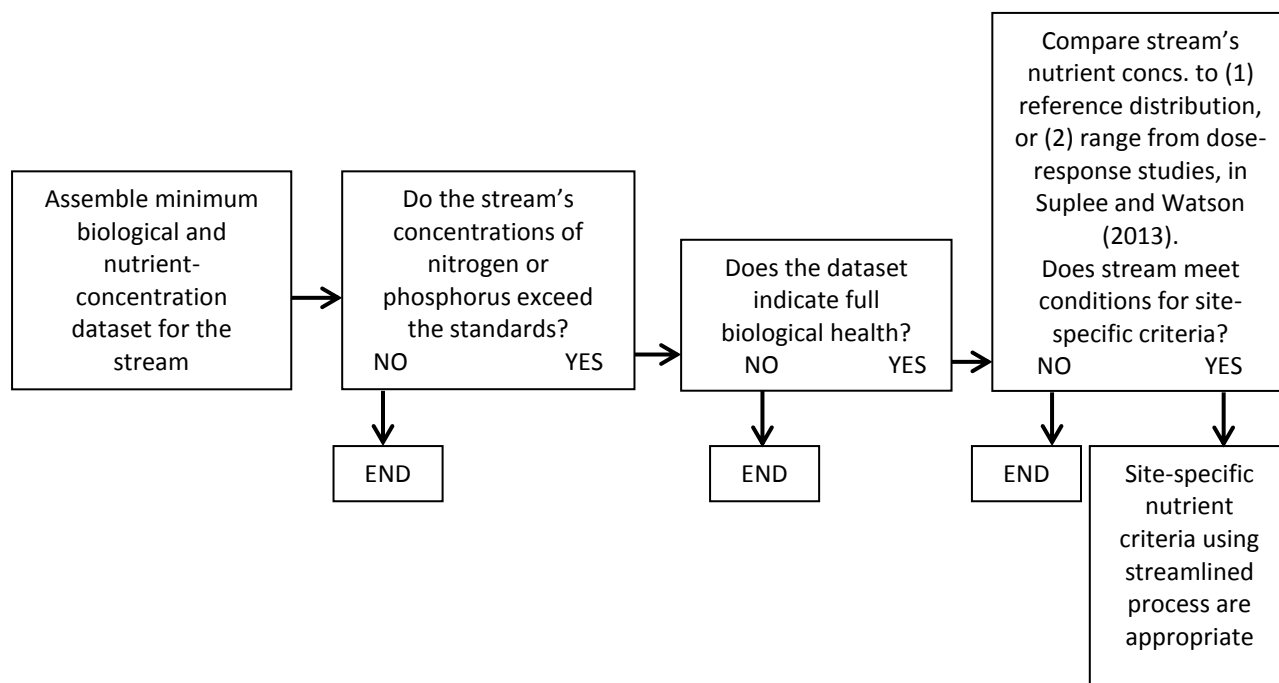 Assemble minimum
biological and
nutrient-
concentration
dataset for the
stream
Do the stream’s
concentrations of
nitrogen or
phosphorus exceed
the standards?
NO YES
END
Does the dataset
indicate full
biological health?
NO YES
END
Compare stream’s
nutrient concs. to (1)
reference distribution,
or (2) range from dose-
response studies, in
Suplee and Watson
(2013).
Does stream meet
conditions for site-
specific criteria?
NO YES
END
Site-specific
nutrient
criteria using
streamlined
process are
appropriate